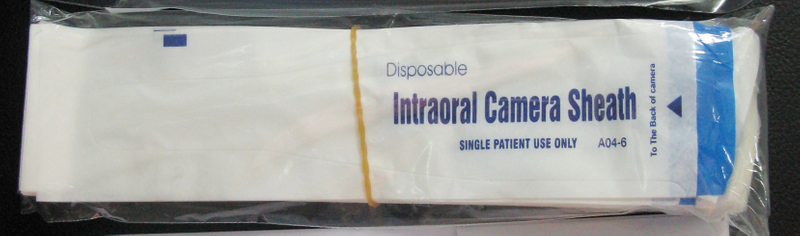 Disposable
Intraoral Camera Sheath
SINGLE PATIENT USE ONLY A04-6
To The Back of camera